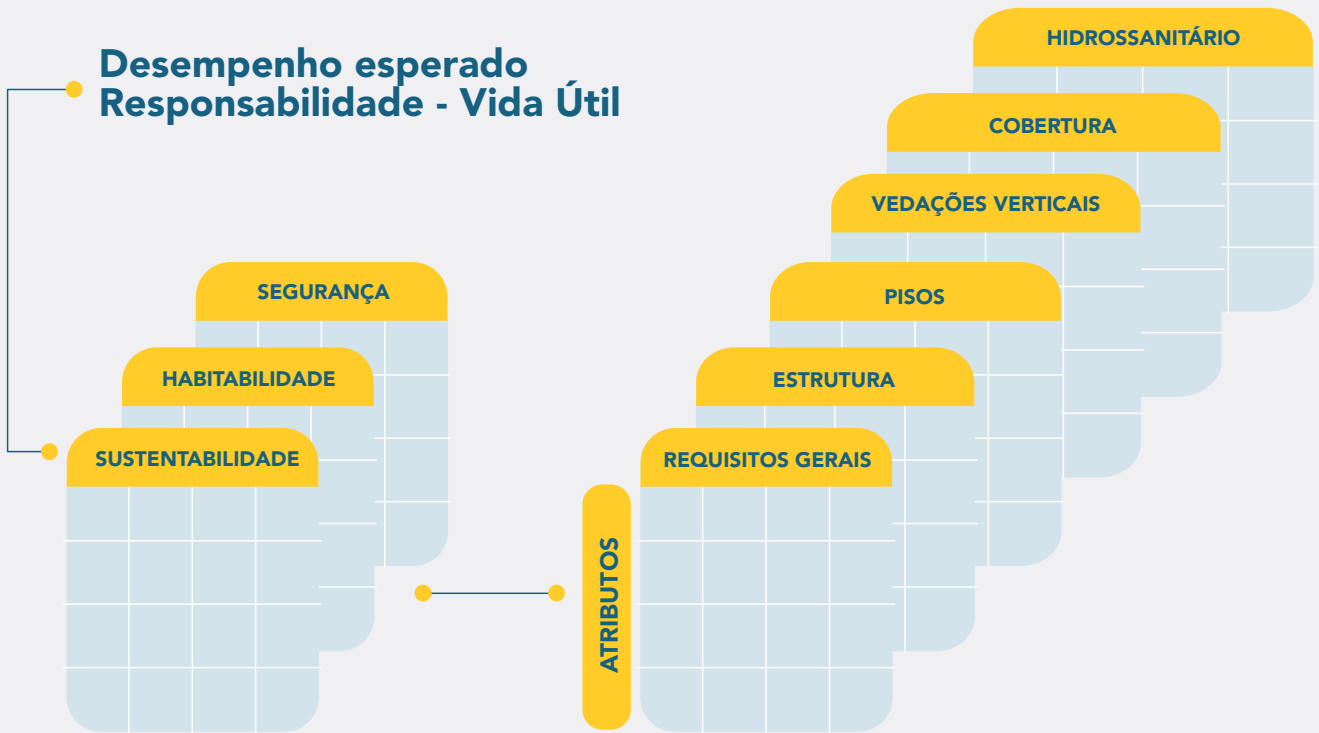 Desempenho esperado
Responsabilidade - Vida Útil
SEGURANÇA
HABITABILIDADE
SUSTENTABILIDADE
HIDROSSANITÁRIO
COBERTURA
VEDAÇÕES VERTICAIS
PISOS
ESTRUTURA
REQUISITOS GERAIS
ATRIBUTOS